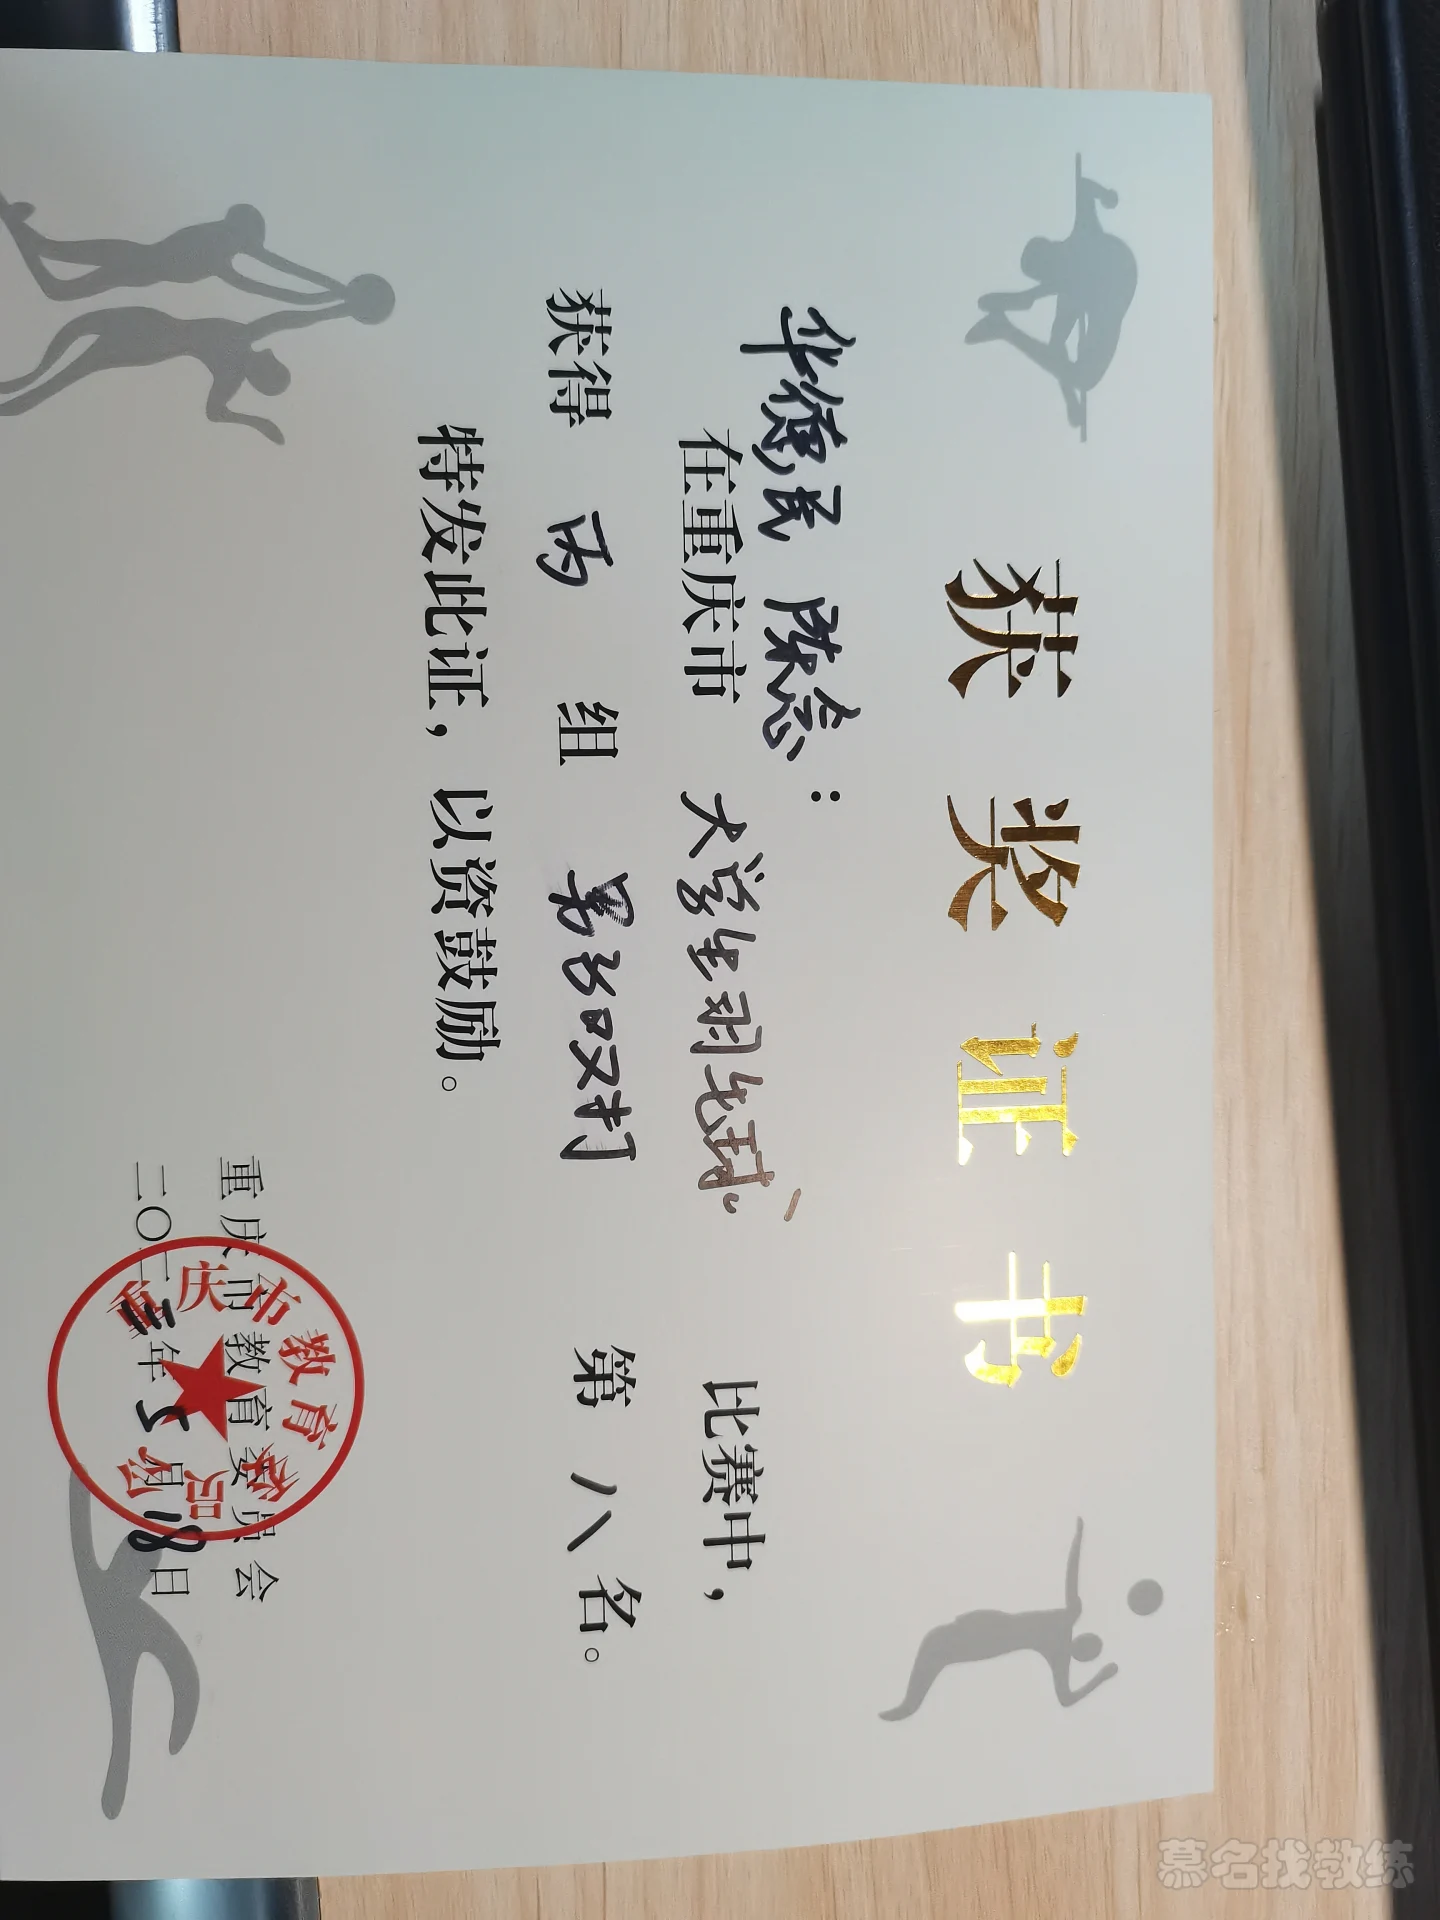 获奖证书
华德民 陈念：
在重庆市 大学生羽毛球 比赛中，
获得 丙 组 男子双打 第 八 名。
特发此证，以资鼓励。
重庆市教育委员会
二〇二三年5月18日
重庆市教育委员会
慕名找教练